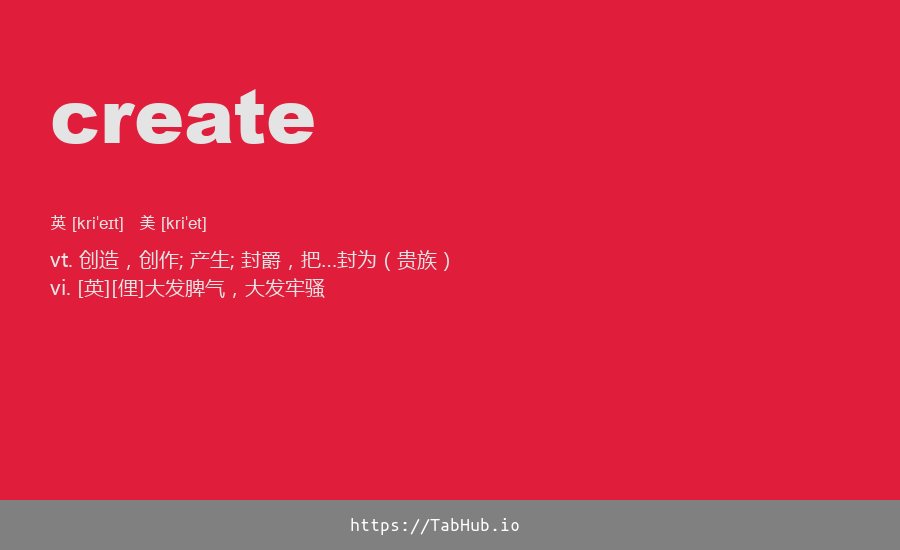 create
英 [kri'eɪt] 美 [kri'et]
vt. 创造，创作; 产生; 封爵，把…封为（贵族）
vi. [英][俚]大发脾气，大发牢骚
https://TabHub.io